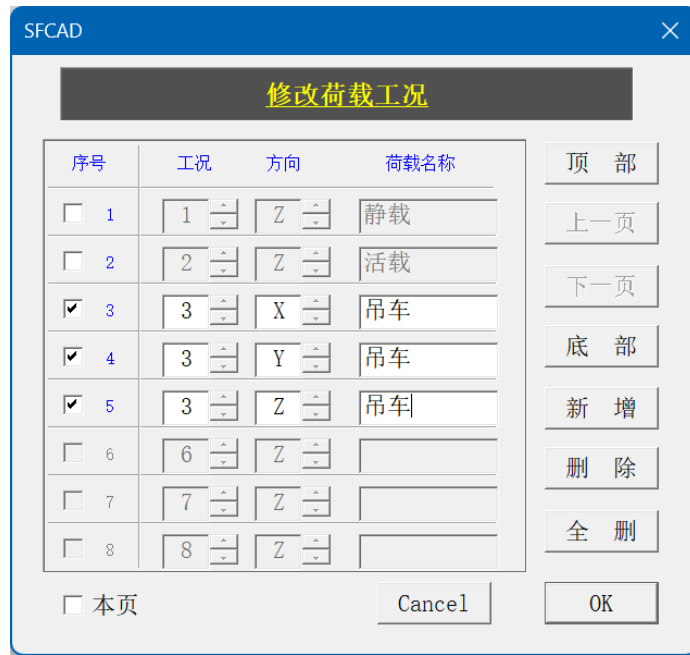 SFCAD
修改荷载工况
序号 工况 方向 荷载名称 顶 部
1 1 Z 静载 上一页
2 2 Z 活载 下一页
3 3 X 吊车
4 3 Y 吊车 底 部
5 3 Z 吊车 新 增
6 6 Z 删 除
7 7 Z
8 8 Z 全 删
本页 Cancel OK